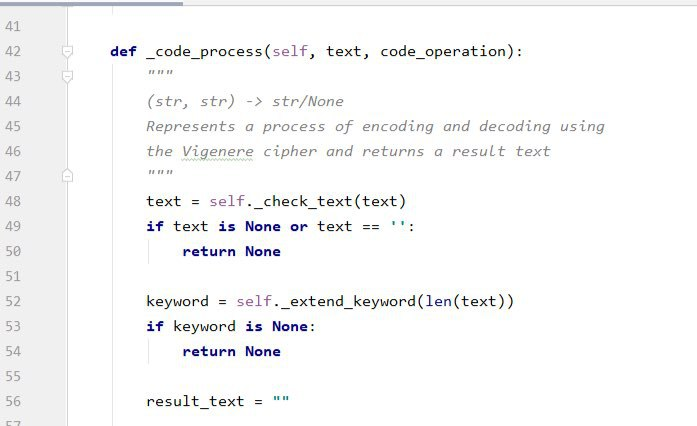 41
42 def _code_process(self, text, code_operation):
43 """
44 (str, str) -> str/None
45 Represents a process of encoding and decoding using
46 the Vigenere cipher and returns a result text
47 """
48 text = self._check_text(text)
49 if text is None or text == '':
50 return None
51
52 keyword = self._extend_keyword(len(text))
53 if keyword is None:
54 return None
55
56 result_text = ""
57